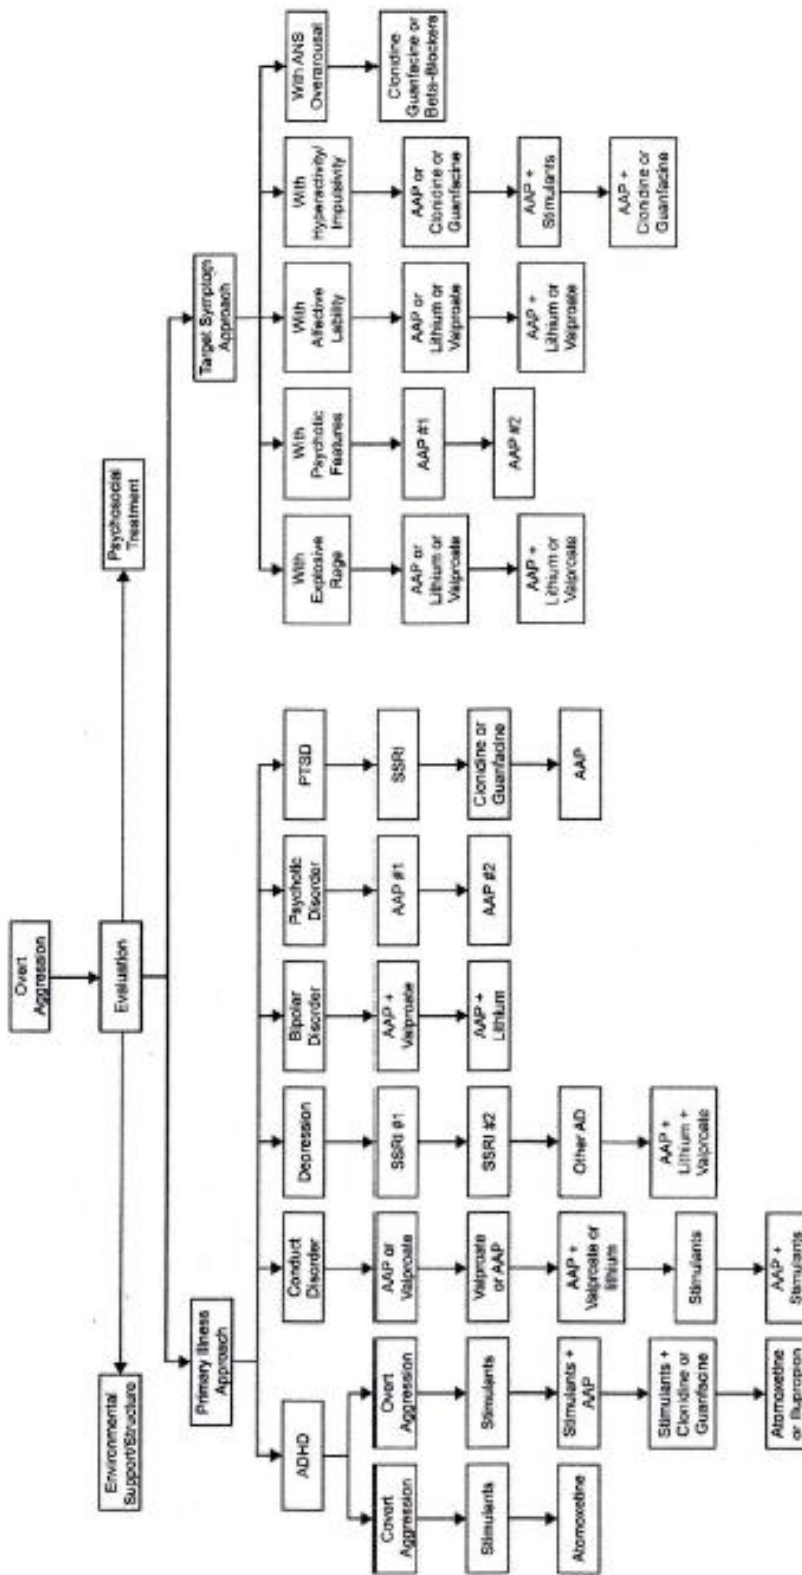 Overt
Aggression
Environmental
Support/Structure
Evaluation
Psychosocial
Treatment
Primary Illness
Approach
Target Symptom
Approach
ADHD
Conduct
Disorder
Depression
Bipolar
Disorder
Psychotic
Disorder
PTSD
With
Explosive
Rage
With
Psychotic
Features
With
Affective
Lability
With
Hyperactivity/
Impulsivity
With ANS
Overarousal
Covert
Aggression
Overt
Aggression
AAP or
Valproate
SSRI #1
AAP +
Valproate
AAP #1
SSRI
AAP or
Lithium or
Valproate
AAP #1
AAP or
Lithium or
Valproate
AAP or
Clonidine or
Guanfacine
Clonidine
Guanfacine or
Beta-Blockers
Stimulants
Stimulants
Valproate
or AAP
SSRI #2
AAP +
Lithium
AAP #2
Clonidine or
Guanfacine
AAP +
Lithium or
Valproate
AAP #2
AAP +
Lithium or
Valproate
AAP +
Stimulants
Atomoxetine
Stimulants +
AAP
AAP +
Valproate or
lithium
Other AD
AAP
AAP +
Clonidine or
Guanfacine
Stimulants +
Clonidine or
Guanfacine
Stimulants
AAP +
Lithium +
Valproate
Atomoxetine
or Bupropion
AAP +
Stimulants